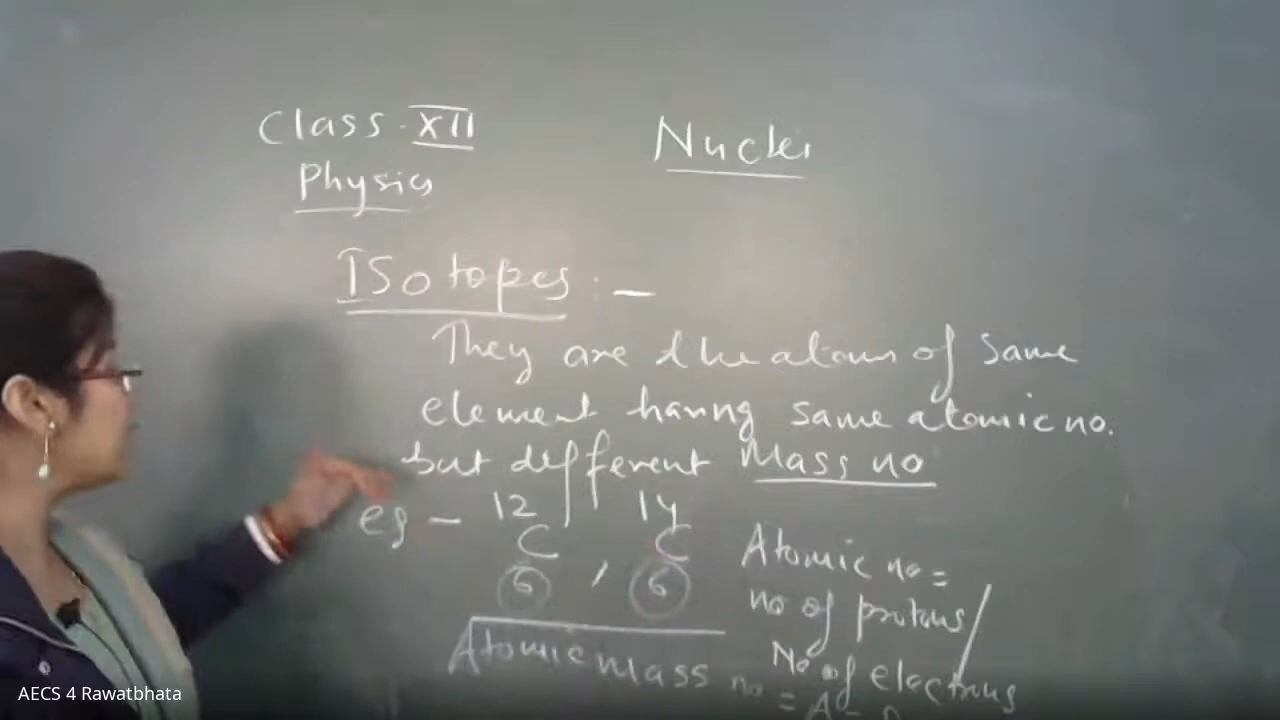 Class-XII
Nuclei
Physics
Isotopes :-
They are the atoms of same
element having same atomic no.
but different Mass no
eg - 12 14
C , C
6 6
Atomic no =
no of protons/
No of electrons
Atomic mass no
= A -
AECS 4 Rawatbhata